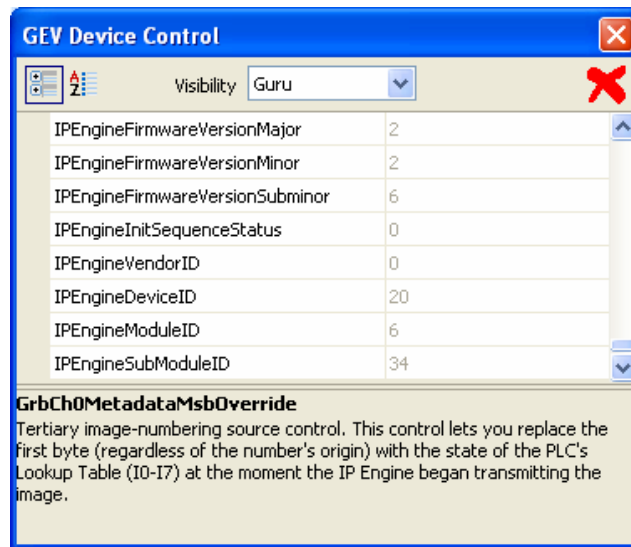 GEV Device Control
A
Z
Visibility Guru
IPEngineFirmwareVersionMajor 2
IPEngineFirmwareVersionMinor 2
IPEngineFirmwareVersionSubminor 6
IPEngineInitSequenceStatus 0
IPEngineVendorID 0
IPEngineDeviceID 20
IPEngineModuleID 6
IPEngineSubModuleID 34
GrbCh0MetadataMsbOverride
Tertiary image-numbering source control. This control lets you replace the
first byte (regardless of the number's origin) with the state of the PLC's
Lookup Table (I0-I7) at the moment the IP Engine began transmitting the
image.